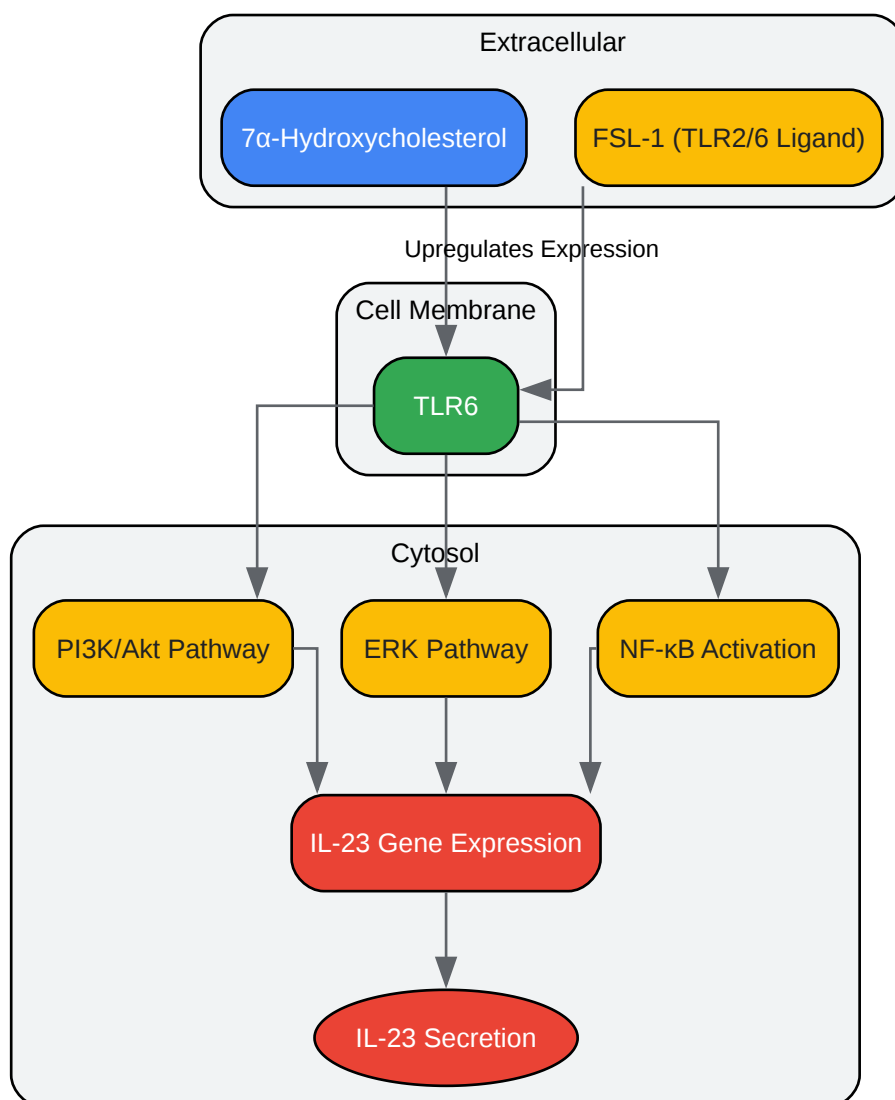 Extracellular
7α-Hydroxycholesterol
FSL-1 (TLR2/6 Ligand)
Upregulates Expression
Cell Membrane
TLR6
Cytosol
PI3K/Akt Pathway
ERK Pathway
NF-κB Activation
IL-23 Gene Expression
IL-23 Secretion